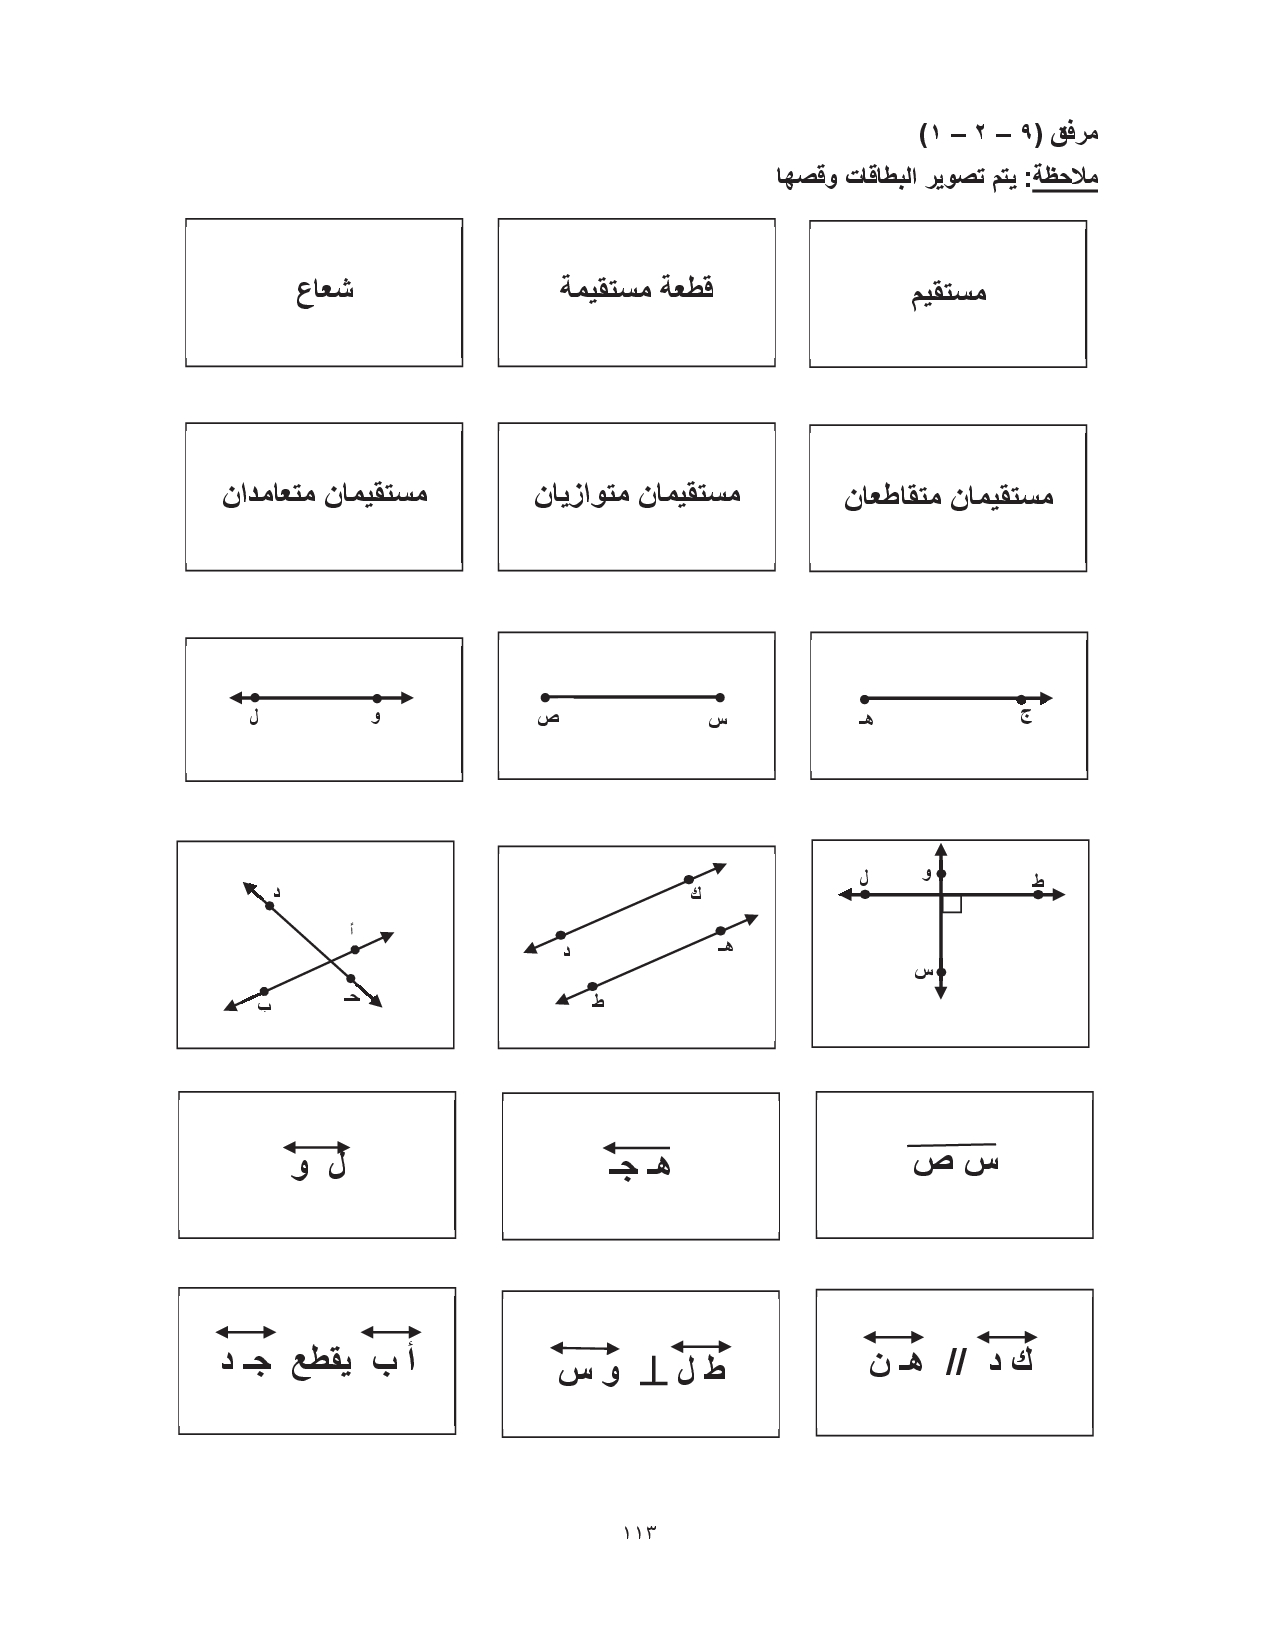 مرفق (٩ – ٢ – ١)
ملاحظة: يتم تصوير البطاقات وقصها
مستقيم
قطعة مستقيمة
شعاع
مستقيمان متقاطعان
مستقيمان متوازيان
مستقيمان متعامدان
ج هـ
س ص
و ل
ط و ل
س
ك د
هـ ط
د أ
جـ ب
س ص
هـ جـ
ل و
ك د // هـ ن
ط ل ⊥ و س
أ ب يقطع جـ د
١١٣